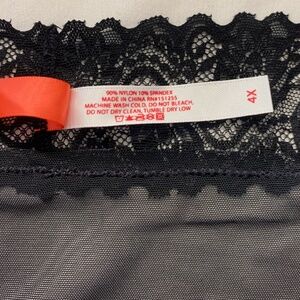 90% NYLON 10% SPANDEX
MADE IN CHINA RN#151255
MACHINE WASH COLD, DO NOT BLEACH,
DO NOT DRY CLEAN, TUMBLE DRY LOW
4X